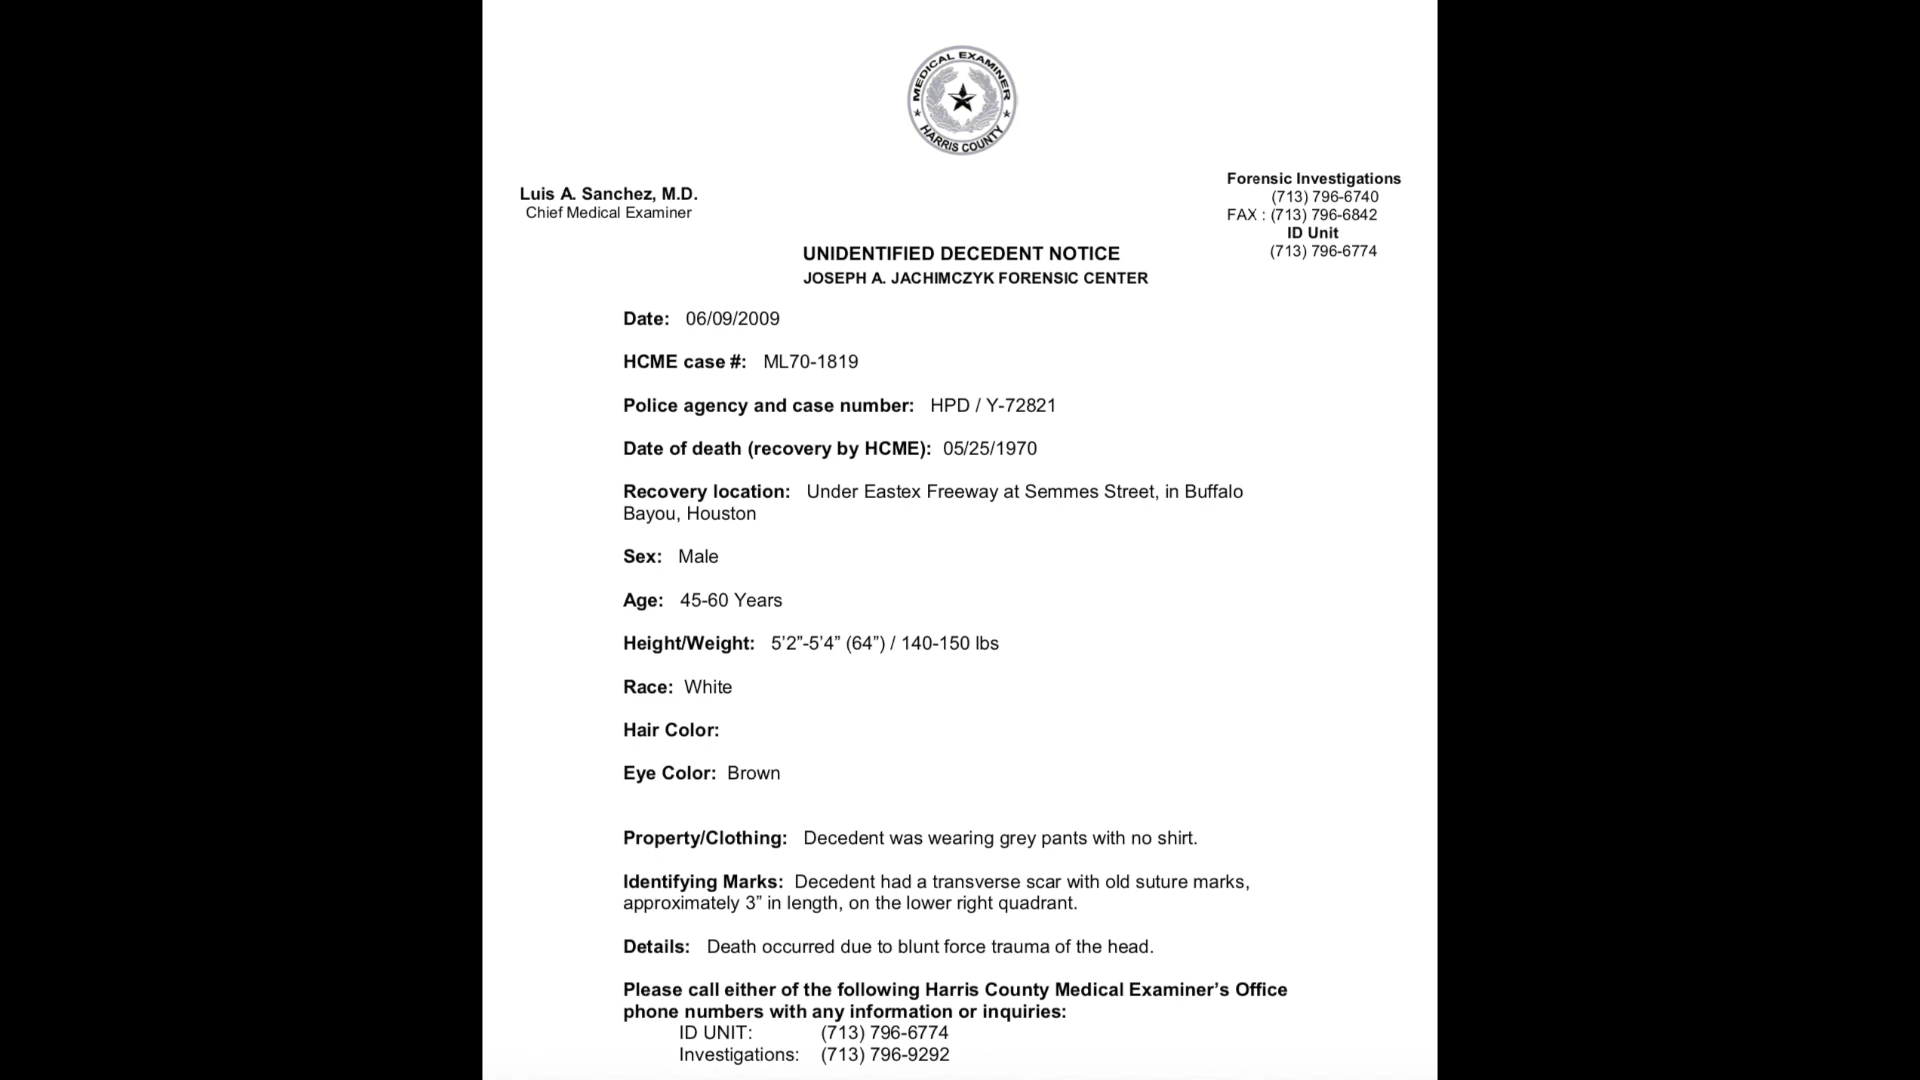 MEDICAL EXAMINER
HARRIS COUNTY
Luis A. Sanchez, M.D.
Chief Medical Examiner
Forensic Investigations
(713) 796-6740
FAX : (713) 796-6842
ID Unit
(713) 796-6774
UNIDENTIFIED DECEDENT NOTICE
JOSEPH A. JACHIMCZYK FORENSIC CENTER
Date: 06/09/2009
HCME case #: ML70-1819
Police agency and case number: HPD / Y-72821
Date of death (recovery by HCME): 05/25/1970
Recovery location: Under Eastex Freeway at Semmes Street, in Buffalo
Bayou, Houston
Sex: Male
Age: 45-60 Years
Height/Weight: 5’2”-5’4” (64”) / 140-150 lbs
Race: White
Hair Color:
Eye Color: Brown
Property/Clothing: Decedent was wearing grey pants with no shirt.
Identifying Marks: Decedent had a transverse scar with old suture marks,
approximately 3” in length, on the lower right quadrant.
Details: Death occurred due to blunt force trauma of the head.
Please call either of the following Harris County Medical Examiner’s Office
phone numbers with any information or inquiries:
ID UNIT: (713) 796-6774
Investigations: (713) 796-9292